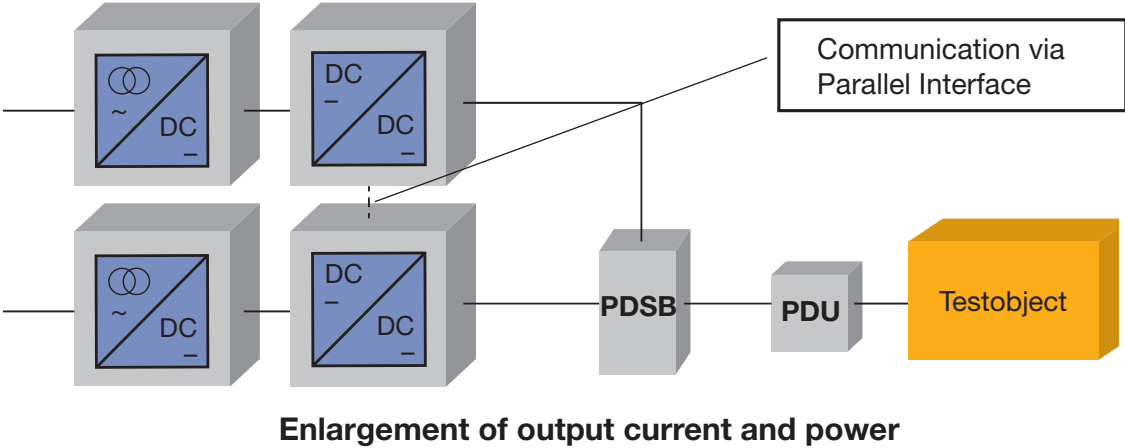 ~
DC
–
DC
–
DC
–
Communication via
Parallel Interface
~
DC
–
DC
–
DC
–
PDSB
PDU
Testobject
Enlargement of output current and power